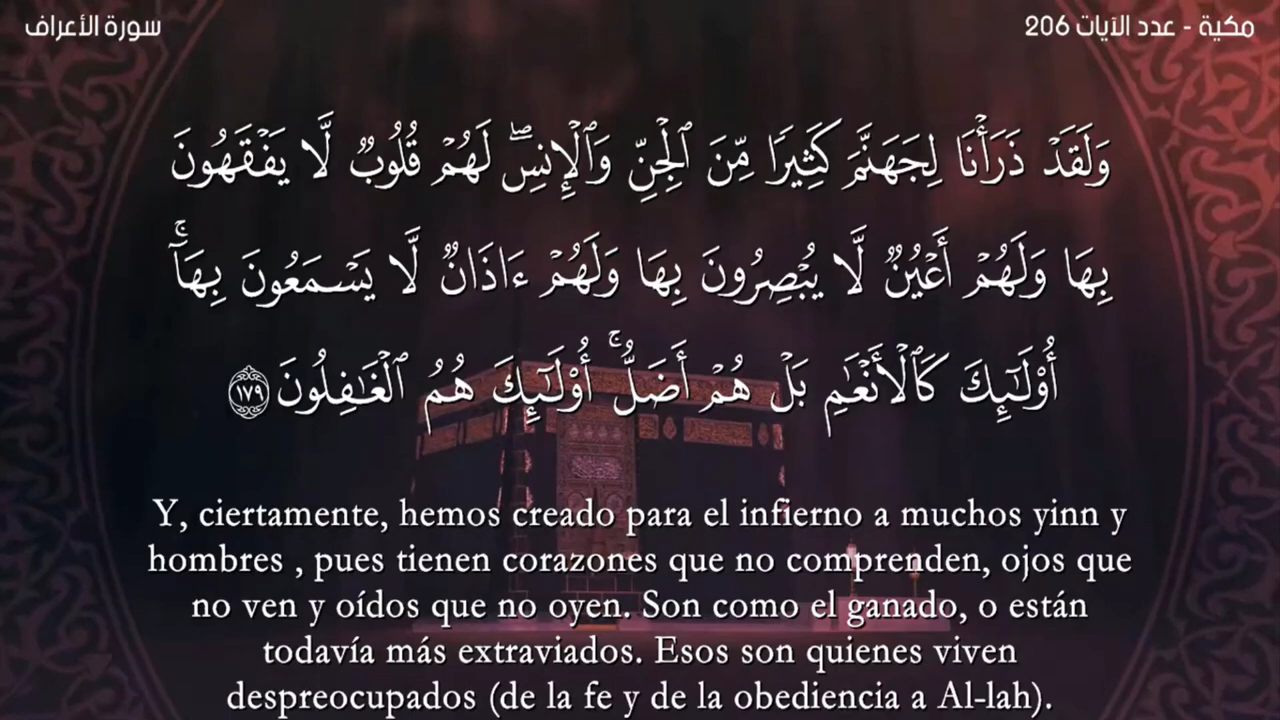 مكية - عدد الآيات 206
سورة الأعراف
وَلَقَدْ ذَرَأْنَا لِجَهَنَّمَ كَثِيرًا مِّنَ ٱلْجِنِّ وَٱلْإِنسِ ۖ لَهُمْ قُلُوبٌ لَّا يَفْقَهُونَ
بِهَا وَلَهُمْ أَعْيُنٌ لَّا يُبْصِرُونَ بِهَا وَلَهُمْ ءَاذَانٌ لَّا يَسْمَعُونَ بِهَآ ۚ
أُو۟لَـٰٓئِكَ كَٱلْأَنْعَـٰمِ بَلْ هُمْ أَضَلُّ ۚ أُو۟لَـٰٓئِكَ هُمُ ٱلْغَـٰفِلُونَ ١٧٩
Y, ciertamente, hemos creado para el infierno a muchos yinn y
hombres , pues tienen corazones que no comprenden, ojos que
no ven y oídos que no oyen. Son como el ganado, o están
todavía más extraviados. Esos son quienes viven
despreocupados (de la fe y de la obediencia a Al-lah).